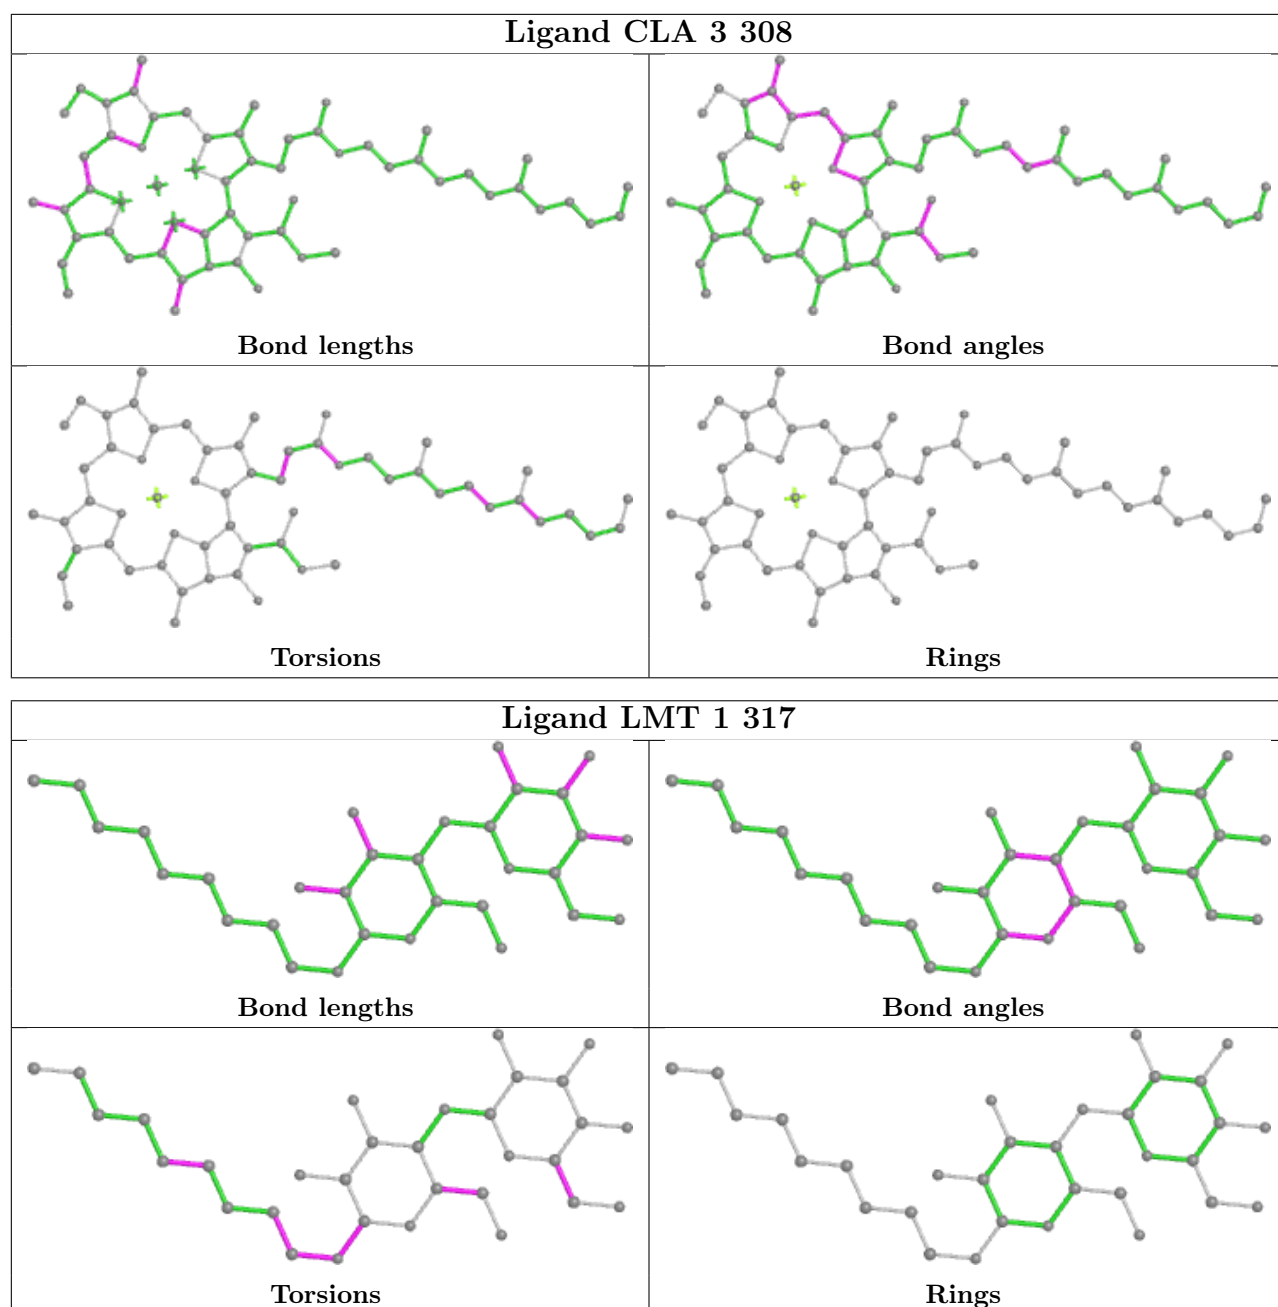 Ligand CLA 3 308
Bond lengths
Bond angles
Torsions
Rings
Ligand LMT 1 317
Bond lengths
Bond angles
Torsions
Rings